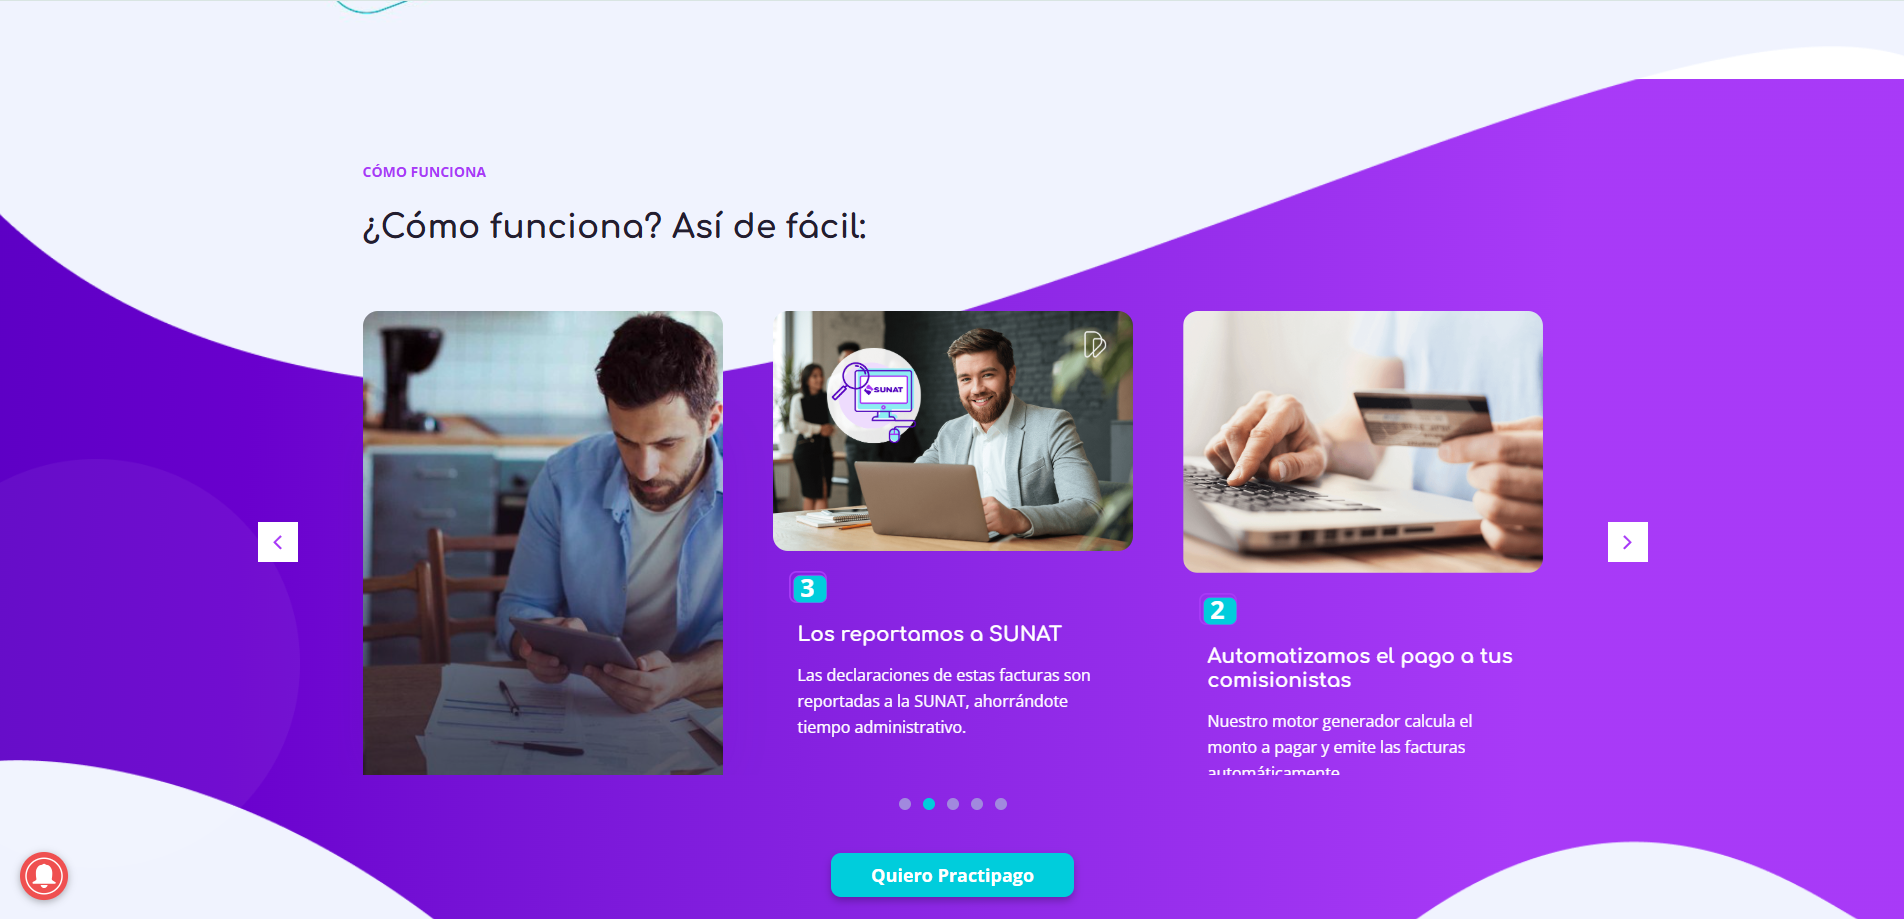 CÓMO FUNCIONA
¿Cómo funciona? Así de fácil:
SUNAT
3
Los reportamos a SUNAT
Las declaraciones de estas facturas son
reportadas a la SUNAT, ahorrándote
tiempo administrativo.
2
Automatizamos el pago a tus
comisionistas
Nuestro motor generador calcula el
monto a pagar y emite las facturas
automáticamente
Quiero Practipago